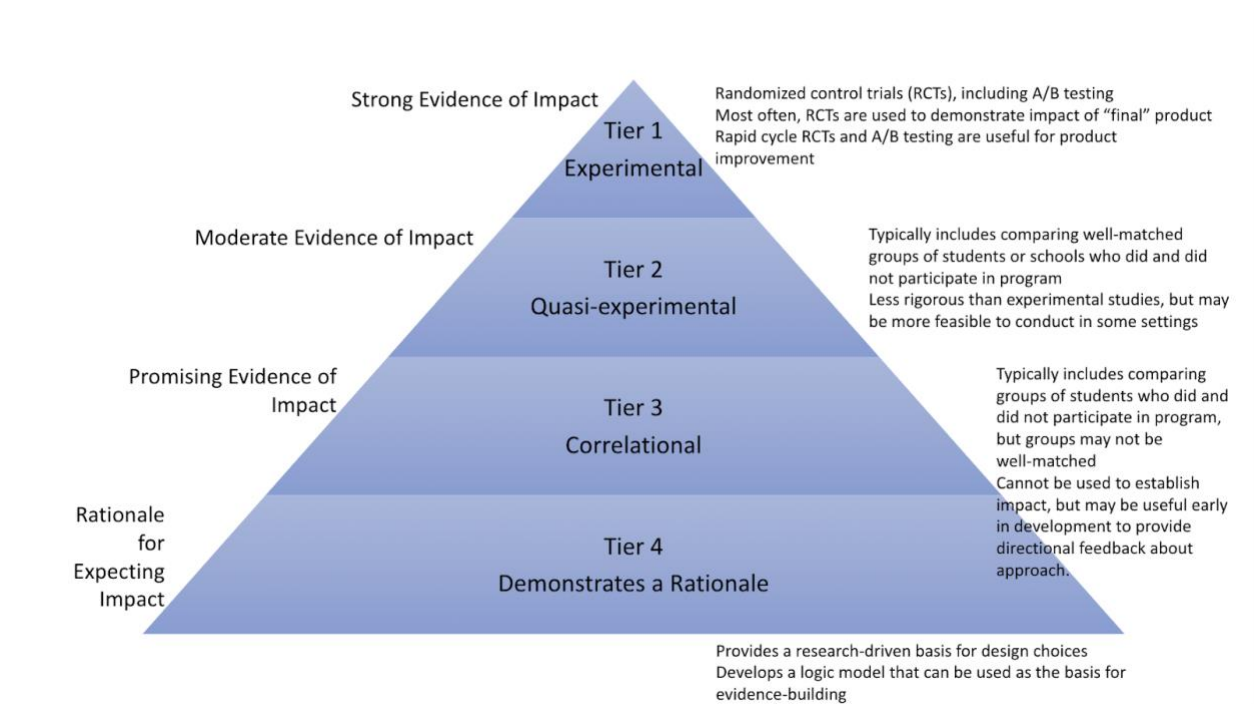 Strong Evidence of Impact
Tier 1
Experimental
Randomized control trials (RCTs), including A/B testing
Most often, RCTs are used to demonstrate impact of “final” product
Rapid cycle RCTs and A/B testing are useful for product
improvement
Moderate Evidence of Impact
Tier 2
Quasi-experimental
Typically includes comparing well-matched
groups of students or schools who did and did
not participate in program
Less rigorous than experimental studies, but may
be more feasible to conduct in some settings
Promising Evidence of
Impact
Tier 3
Correlational
Typically includes comparing
groups of students who did and
did not participate in program,
but groups may not be
well-matched
Cannot be used to establish
impact, but may be useful early
in development to provide
directional feedback about
approach.
Rationale
for
Expecting
Impact
Tier 4
Demonstrates a Rationale
Provides a research-driven basis for design choices
Develops a logic model that can be used as the basis for
evidence-building